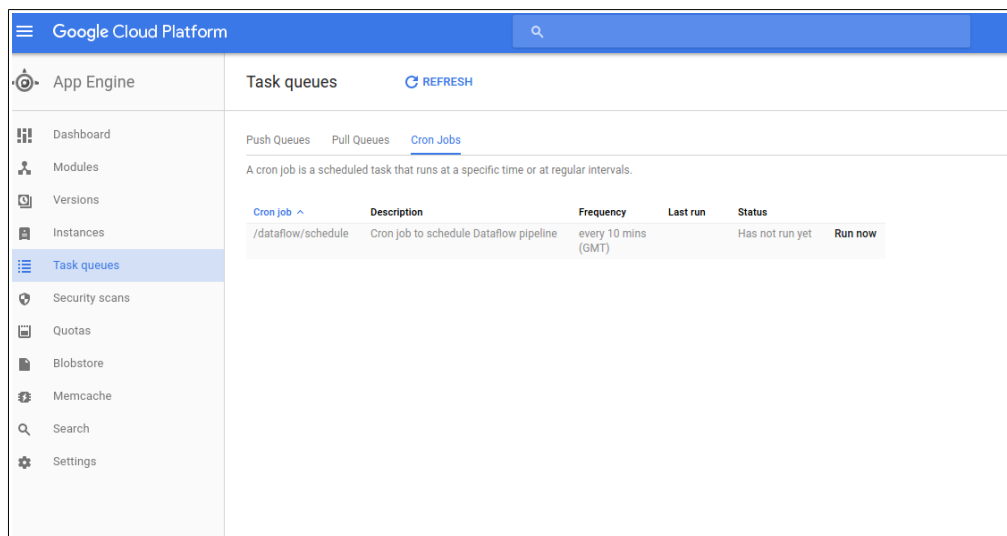 Google Cloud Platform
App Engine
Task queues
REFRESH
Dashboard
Modules
Versions
Instances
Task queues
Security scans
Quotas
Blobstore
Memcache
Search
Settings
Push Queues Pull Queues Cron Jobs
A cron job is a scheduled task that runs at a specific time or at regular intervals.
Cron job Description Frequency Last run Status
/dataflow/schedule Cron job to schedule Dataflow pipeline every 10 mins Has not run yet Run now
(GMT)